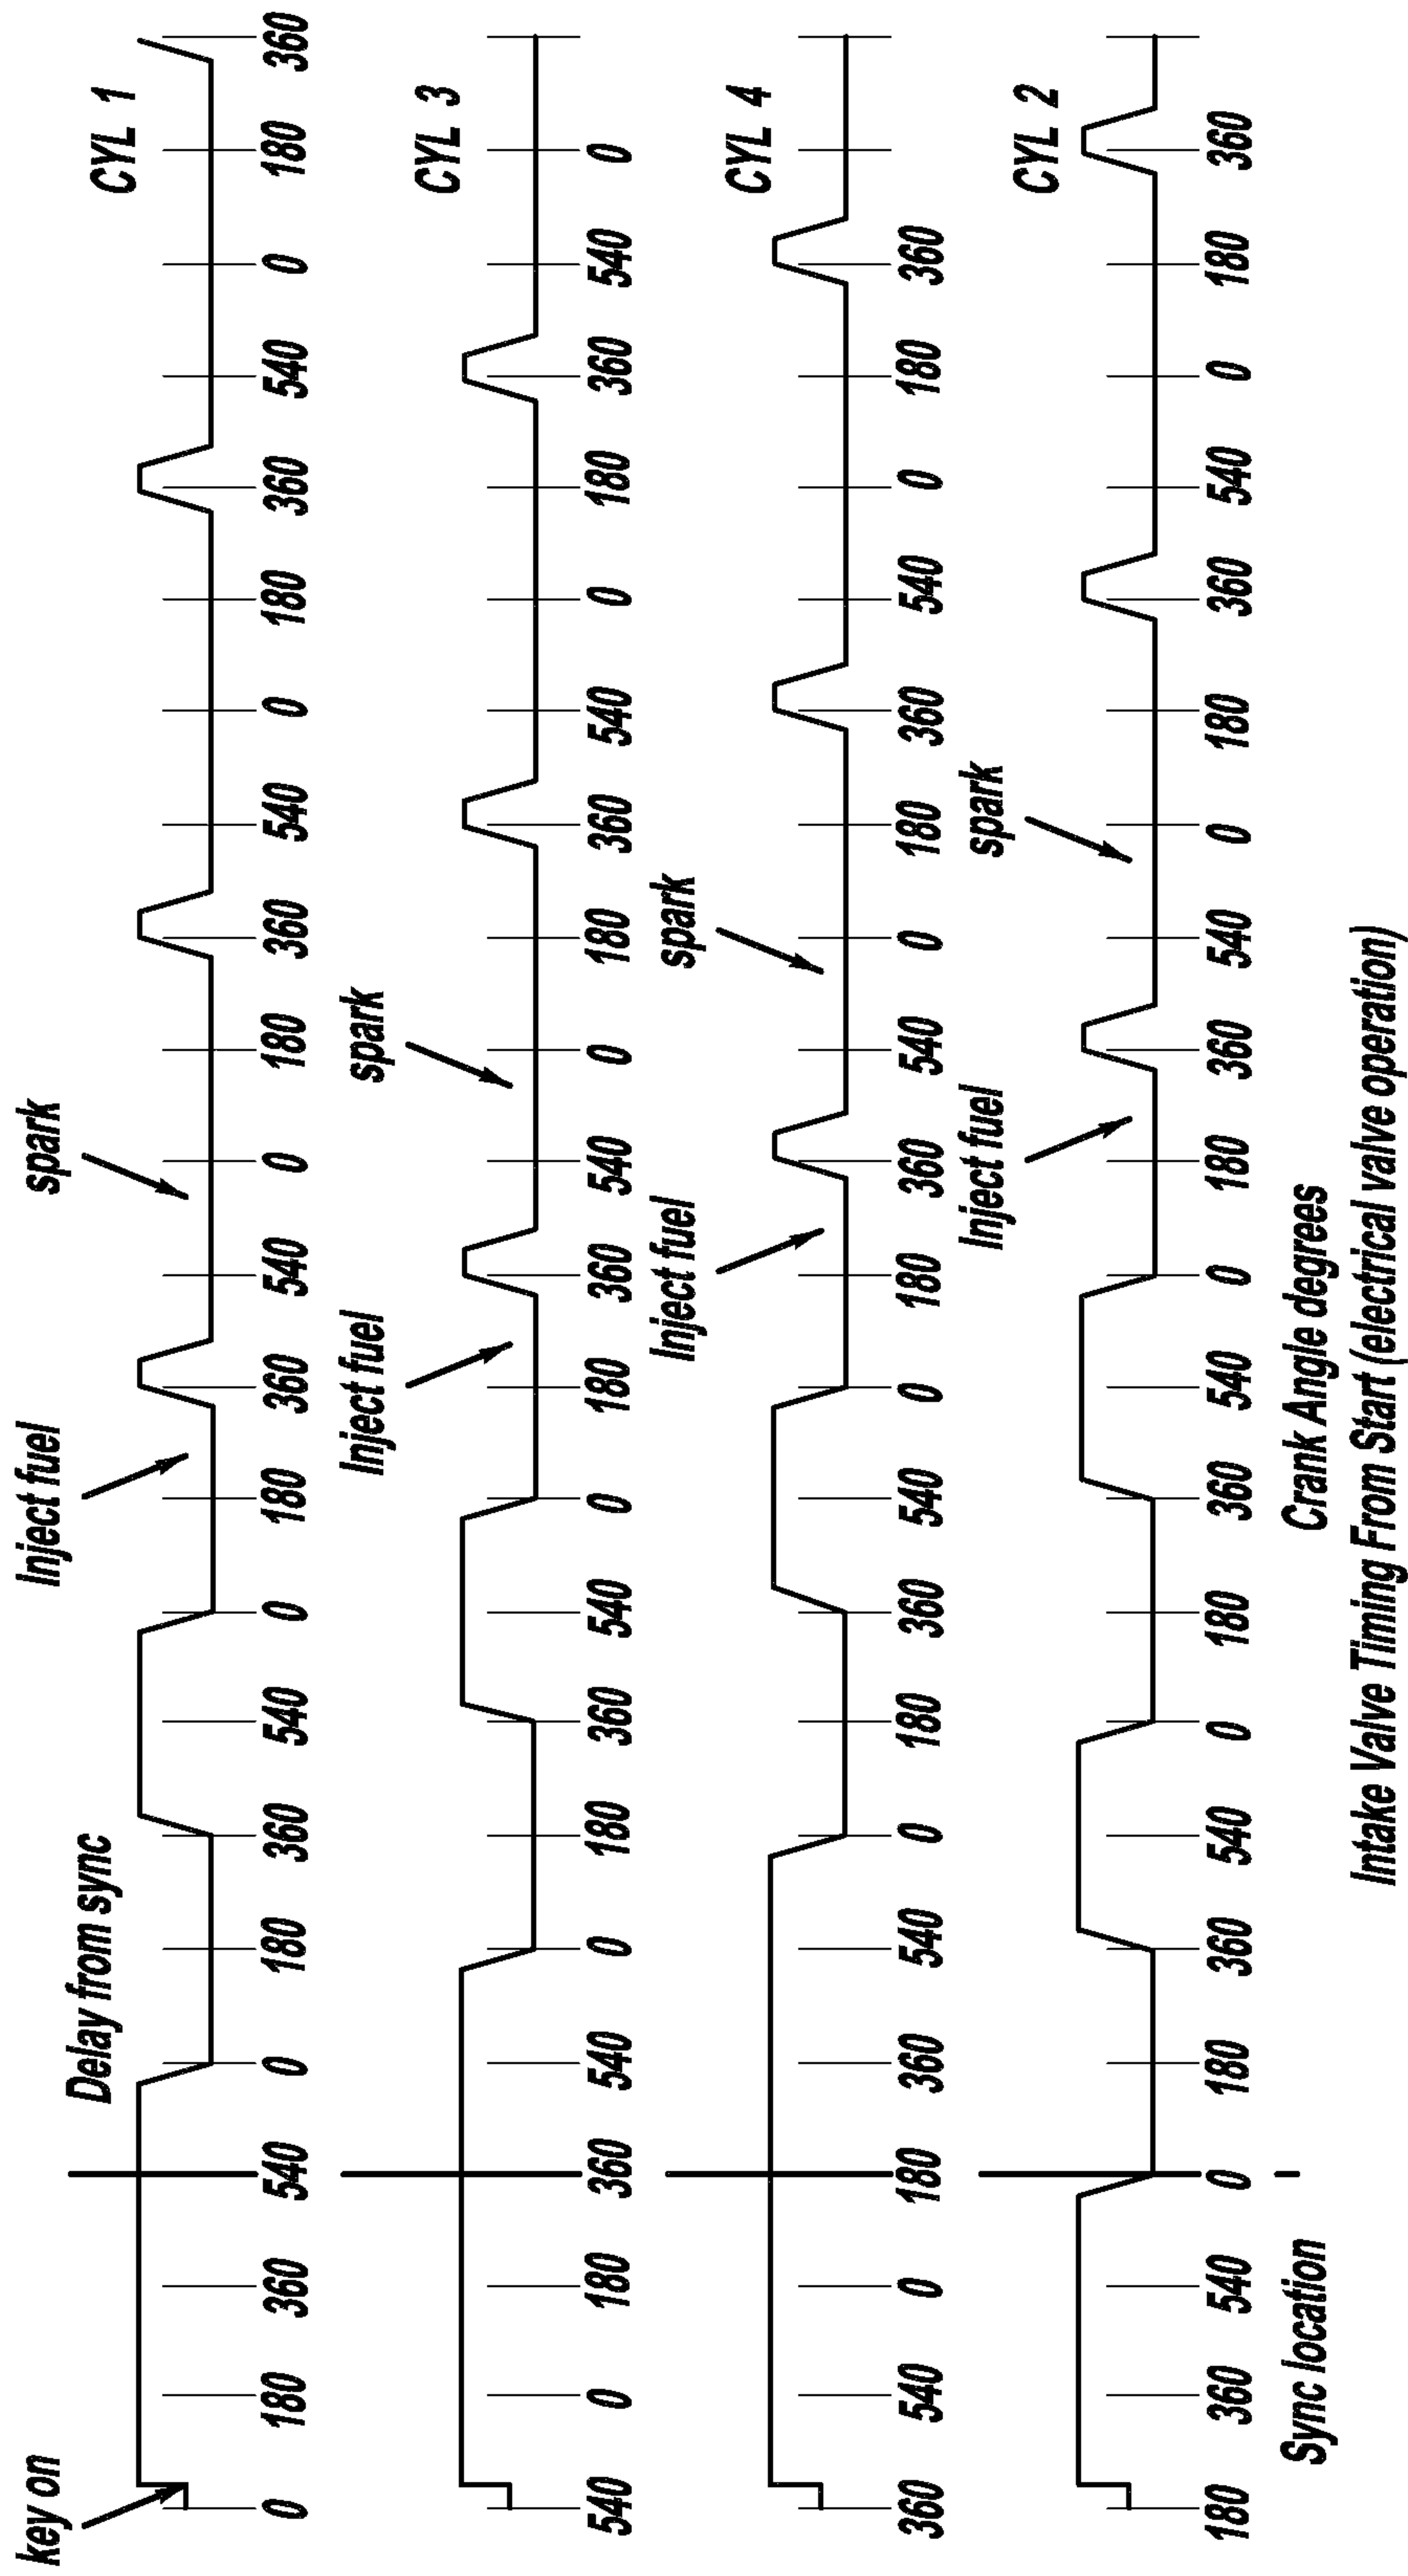 key on
Delay from sync
Inject fuel
spark
CYL 1
0 180 360 540 0 180 360 540 0 180 360 540 0 180 360 540 0 180 360 540 0 180 360
Inject fuel
spark
CYL 3
540 0 180 360 540 0 180 360 540 0 180 360 540 0 180 360 540 0 180 360 540 0
Inject fuel
spark
CYL 4
360 540 0 180 360 540 0 180 360 540 0 180 360 540 0 180 360 540 0 180 360
Inject fuel
spark
CYL 2
180 360 540 0 180 360 540 0 180 360 540 0 180 360 540 0 180 360 540 0 180 360
Sync location
Crank Angle degrees
Intake Valve Timing From Start (electrical valve operation)